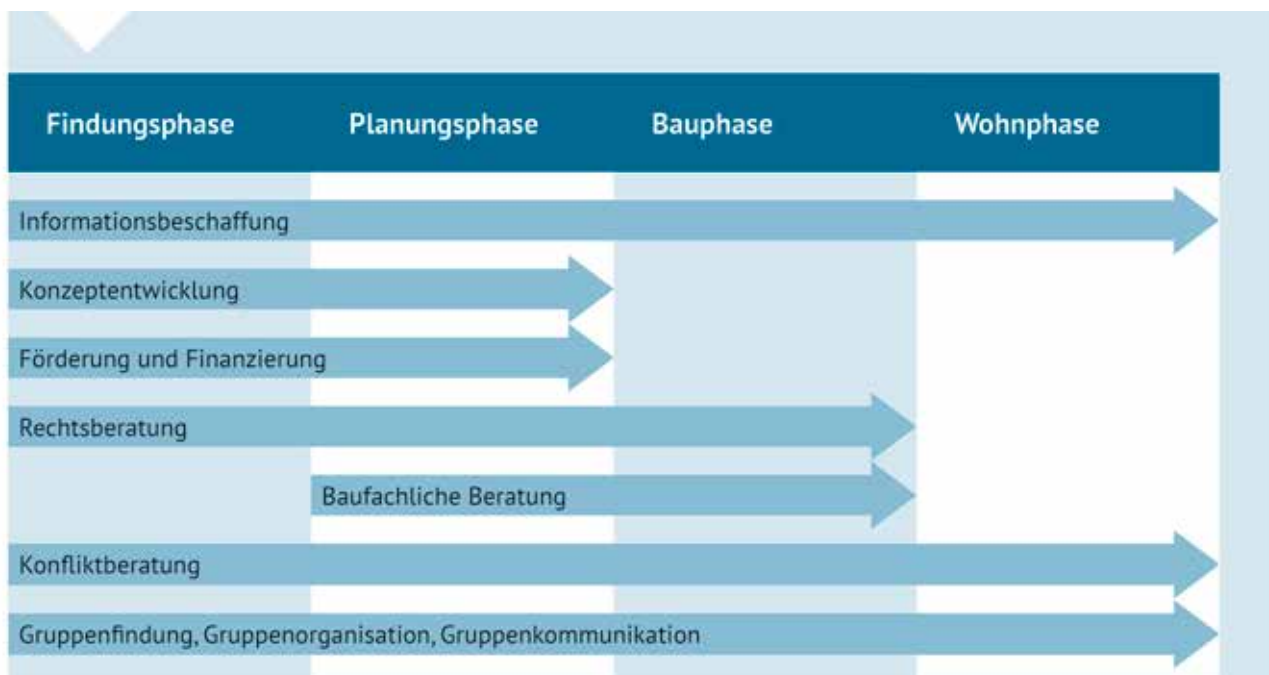 Findungsphase Planungsphase Bauphase Wohnphase
Informationsbeschaffung
Konzeptentwicklung
Förderung und Finanzierung
Rechtsberatung
Baufachliche Beratung
Konfliktberatung
Gruppenfindung, Gruppenorganisation, Gruppenkommunikation